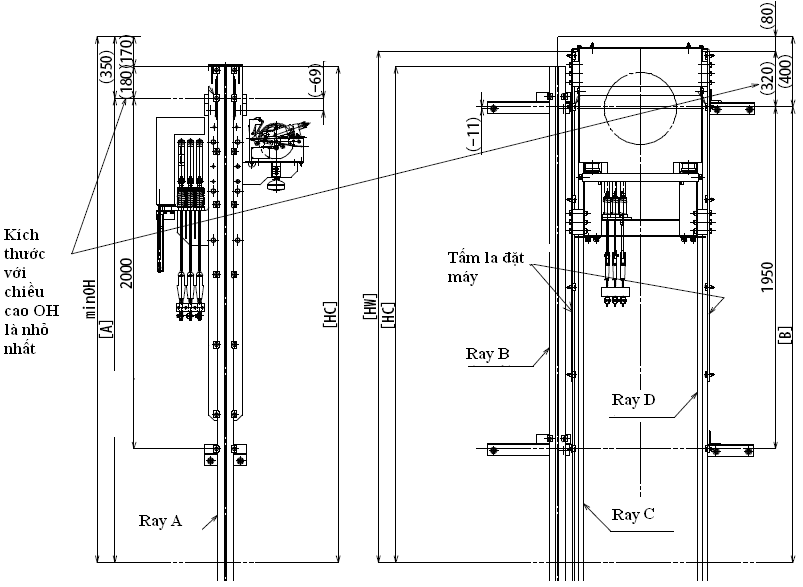 (350)
(180)
(170)
(-69)
(80)
(320)
(400)
(-11)
Kích
thước
với
chiều
cao OH
là nhỏ
nhất
minOH
[A]
2000
[HC]
[HW]
[HC]
Tấm la đặt
máy
1950
[B]
Ray B
Ray D
Ray A
Ray C